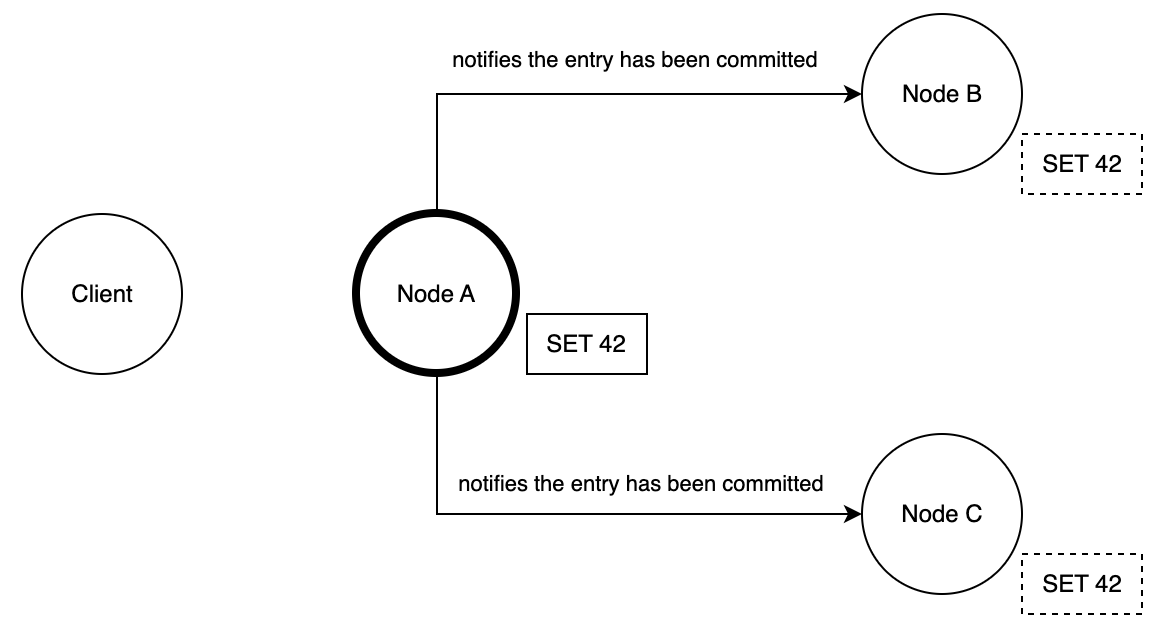 notifies the entry has been committed
Node B
SET 42
Client
Node A
SET 42
notifies the entry has been committed
Node C
SET 42